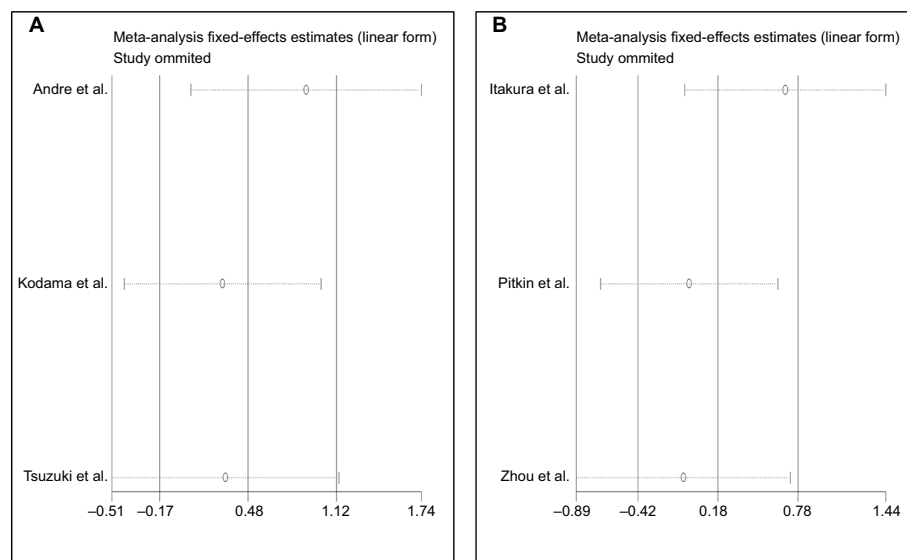 A
Meta-analysis fixed-effects estimates (linear form)
Study ommited
Andre et al.
Kodama et al.
Tsuzuki et al.
–0.51 –0.17 0.48 1.12 1.74
B
Meta-analysis fixed-effects estimates (linear form)
Study ommited
Itakura et al.
Pitkin et al.
Zhou et al.
–0.89 –0.42 0.18 0.78 1.44